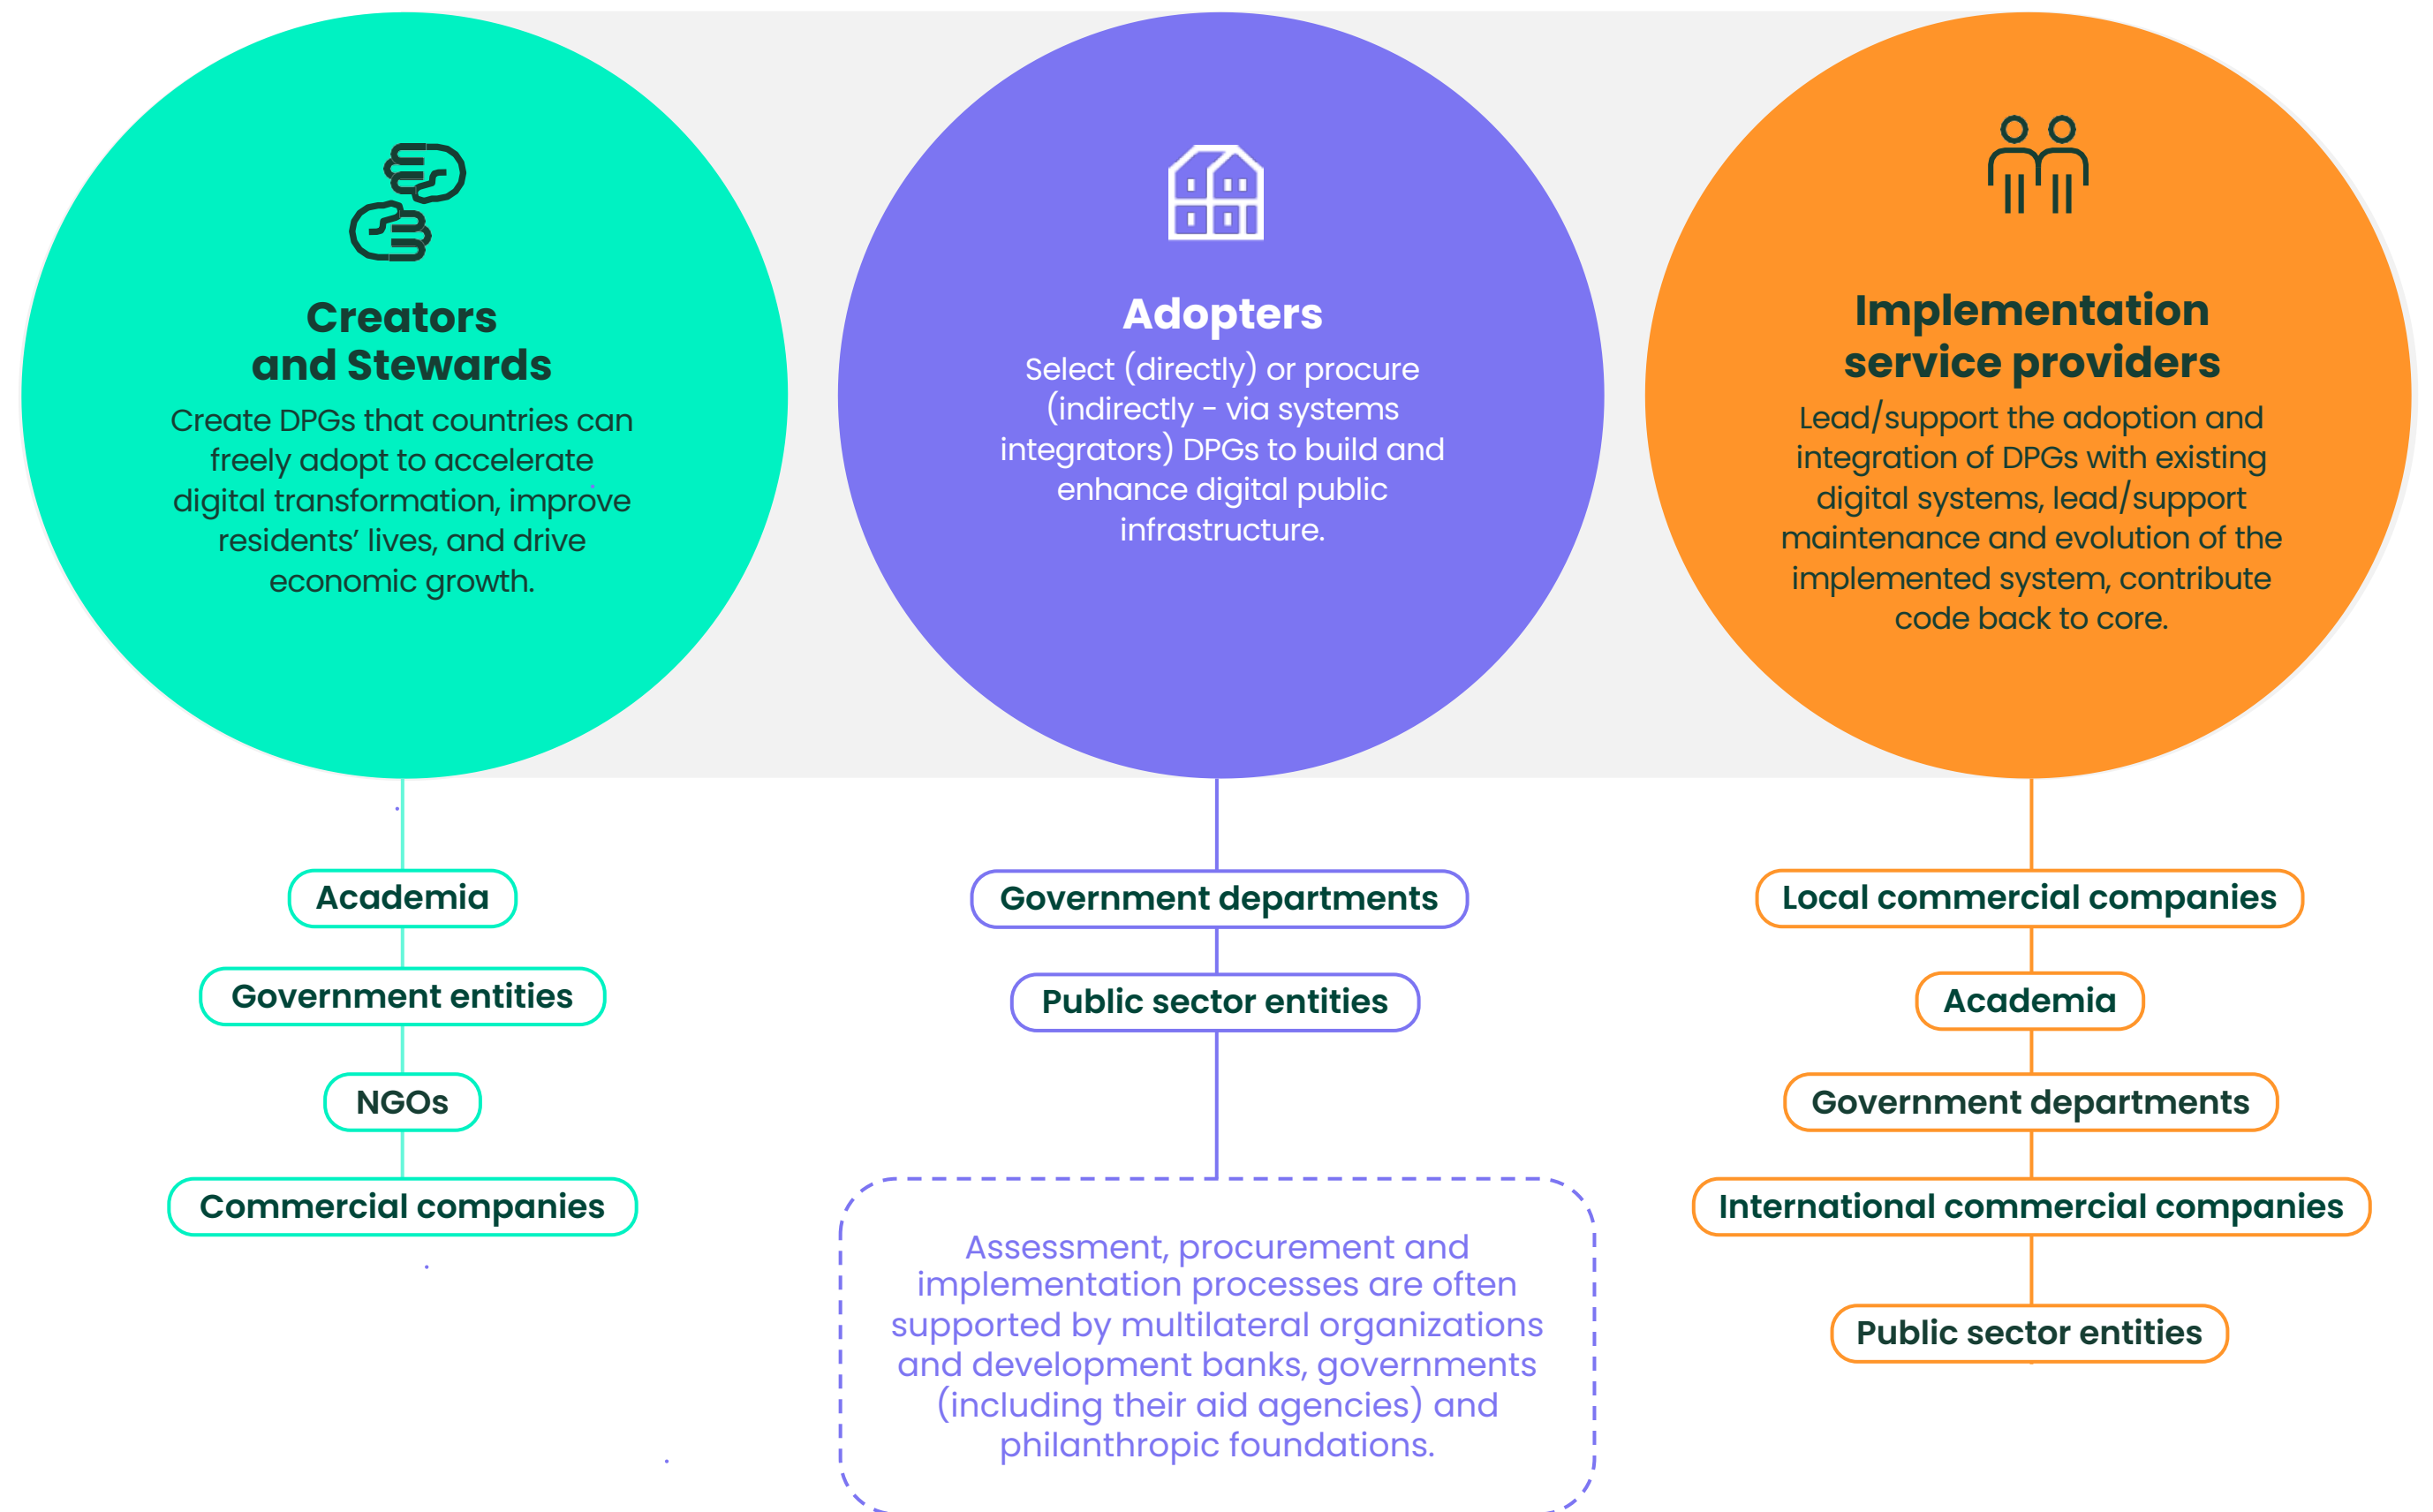 Creators
and Stewards
Create DPGs that countries can
freely adopt to accelerate
digital transformation, improve
residents’ lives, and drive
economic growth.
Academia
Government entities
NGOs
Commercial companies
Adopters
Select (directly) or procure
(indirectly - via systems
integrators) DPGs to build and
enhance digital public
infrastructure.
Government departments
Public sector entities
Assessment, procurement and
implementation processes are often
supported by multilateral organizations
and development banks, governments
(including their aid agencies) and
philanthropic foundations.
Implementation
service providers
Lead/support the adoption and
integration of DPGs with existing
digital systems, lead/support
maintenance and evolution of the
implemented system, contribute
code back to core.
Local commercial companies
Academia
Government departments
International commercial companies
Public sector entities